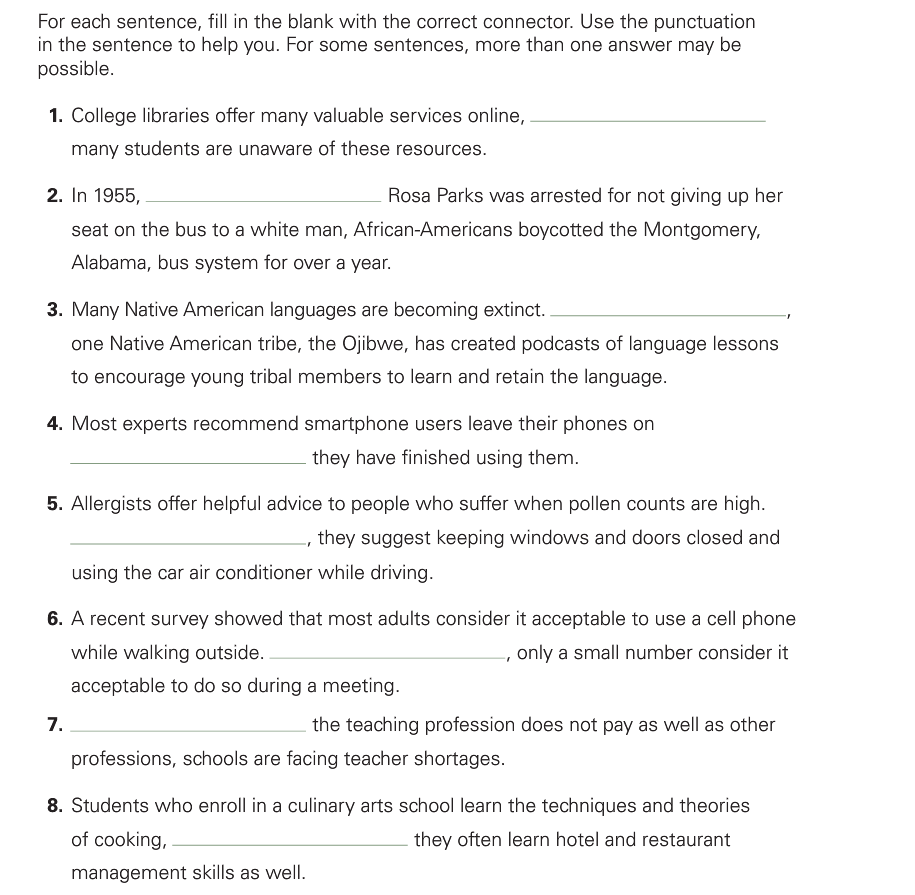 For each sentence, fill in the blank with the correct connector. Use the punctuation
in the sentence to help you. For some sentences, more than one answer may be
possible.
1. College libraries offer many valuable services online, ____________________
many students are unaware of these resources.
2. In 1955, ____________________ Rosa Parks was arrested for not giving up her
seat on the bus to a white man, African-Americans boycotted the Montgomery,
Alabama, bus system for over a year.
3. Many Native American languages are becoming extinct. ____________________,
one Native American tribe, the Ojibwe, has created podcasts of language lessons
to encourage young tribal members to learn and retain the language.
4. Most experts recommend smartphone users leave their phones on
____________________ they have finished using them.
5. Allergists offer helpful advice to people who suffer when pollen counts are high.
____________________, they suggest keeping windows and doors closed and
using the car air conditioner while driving.
6. A recent survey showed that most adults consider it acceptable to use a cell phone
while walking outside. ____________________, only a small number consider it
acceptable to do so during a meeting.
7. ____________________ the teaching profession does not pay as well as other
professions, schools are facing teacher shortages.
8. Students who enroll in a culinary arts school learn the techniques and theories
of cooking, ____________________ they often learn hotel and restaurant
management skills as well.